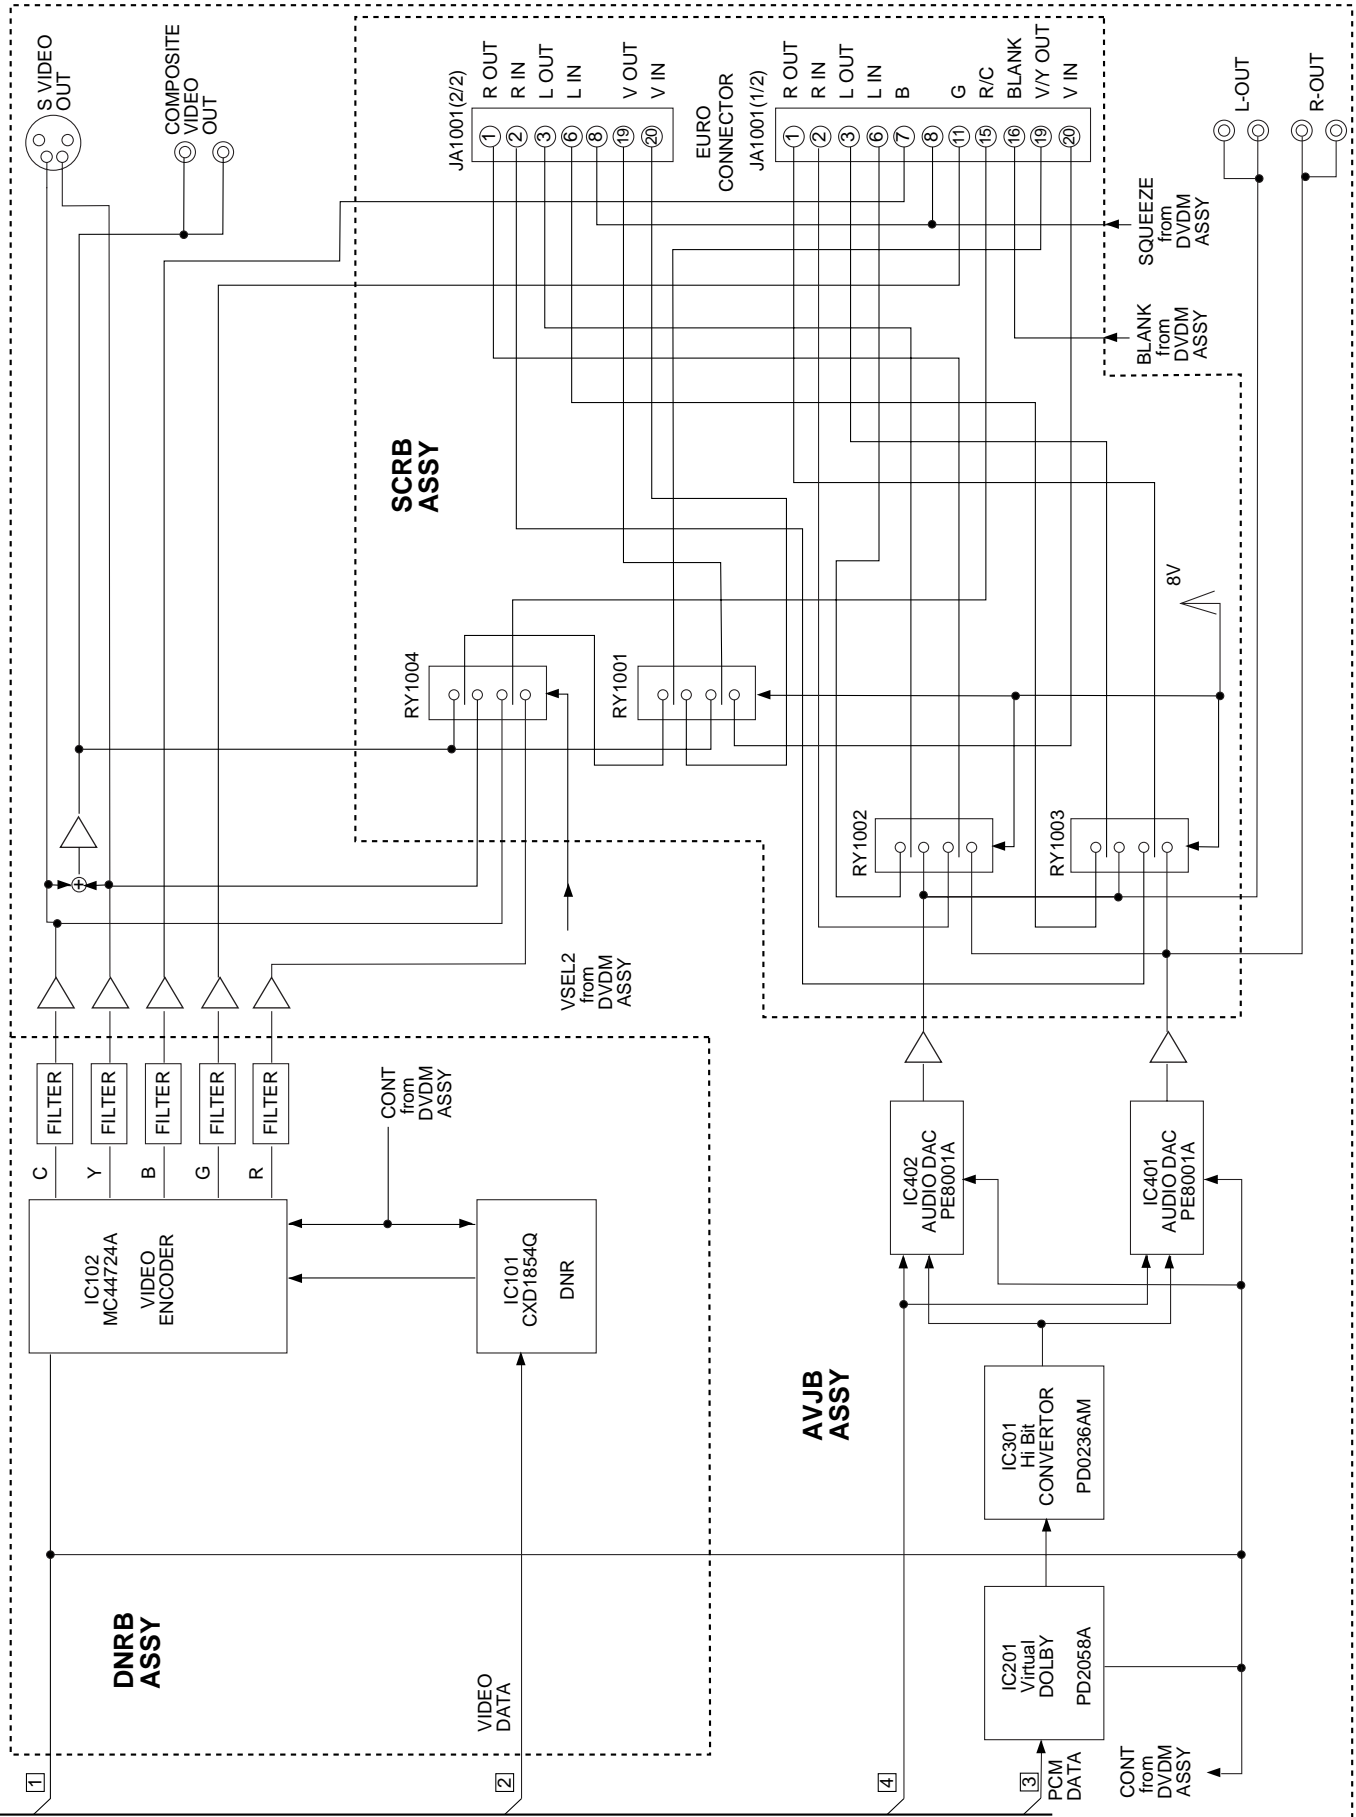 S VIDEO
OUT
COMPOSITE
VIDEO
OUT
JA1001(2/2)
1 R OUT
2 R IN
3 L OUT
6 L IN
8
19 V OUT
20 V IN
EURO
CONNECTOR
JA1001(1/2)
1 R OUT
2 R IN
3 L OUT
6 L IN
7 B
8
11 G
15 R/C
16 BLANK
19 V/Y OUT
20 V IN
L-OUT
R-OUT
SQUEEZE
from
DVDM
ASSY
BLANK
from
DVDM
ASSY
SCRB
ASSY
8V
RY1004
RY1001
RY1002
RY1003
+
VSEL2
from
DVDM
ASSY
FILTER
FILTER
FILTER
FILTER
FILTER
C
Y
B
G
R
CONT
from
DVDM
ASSY
IC102
MC44724A
VIDEO
ENCODER
IC101
CXD1854Q
DNR
IC402
AUDIO DAC
PE8001A
IC401
AUDIO DAC
PE8001A
AVJB
ASSY
IC301
Hi Bit
CONVERTOR
PD0236AM
IC201
Virtual
DOLBY
PD2058A
DNRB
ASSY
VIDEO
DATA
PCM
DATA
CONT
from
DVDM
ASSY
1
2
4
3